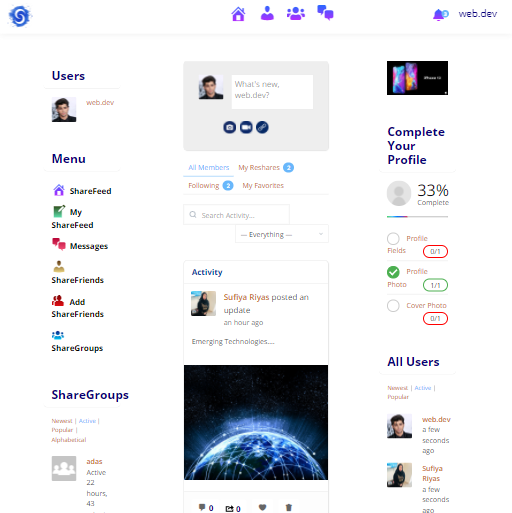 web.dev
Users
web.dev
Menu
ShareFeed
My
ShareFeed
Messages
ShareFriends
Add
ShareFriends
ShareGroups
ShareGroups
Newest | Active |
Popular |
Alphabetical
adas
Active
22
hours,
43
What's new,
web.dev?
All Members
My Reshares 2
Following 2
My Favorites
Search Activity...
— Everything —
Activity
Sufiya Riyas posted an
update
an hour ago
Emerging Technologies....
0
0
Complete
Your
Profile
33%
Complete
Profile
Fields
0/1
Profile
Photo
1/1
Cover Photo
0/1
All Users
Newest | Active |
Popular
web.dev
a few
seconds
ago
Sufiya
Riyas
a few
seconds